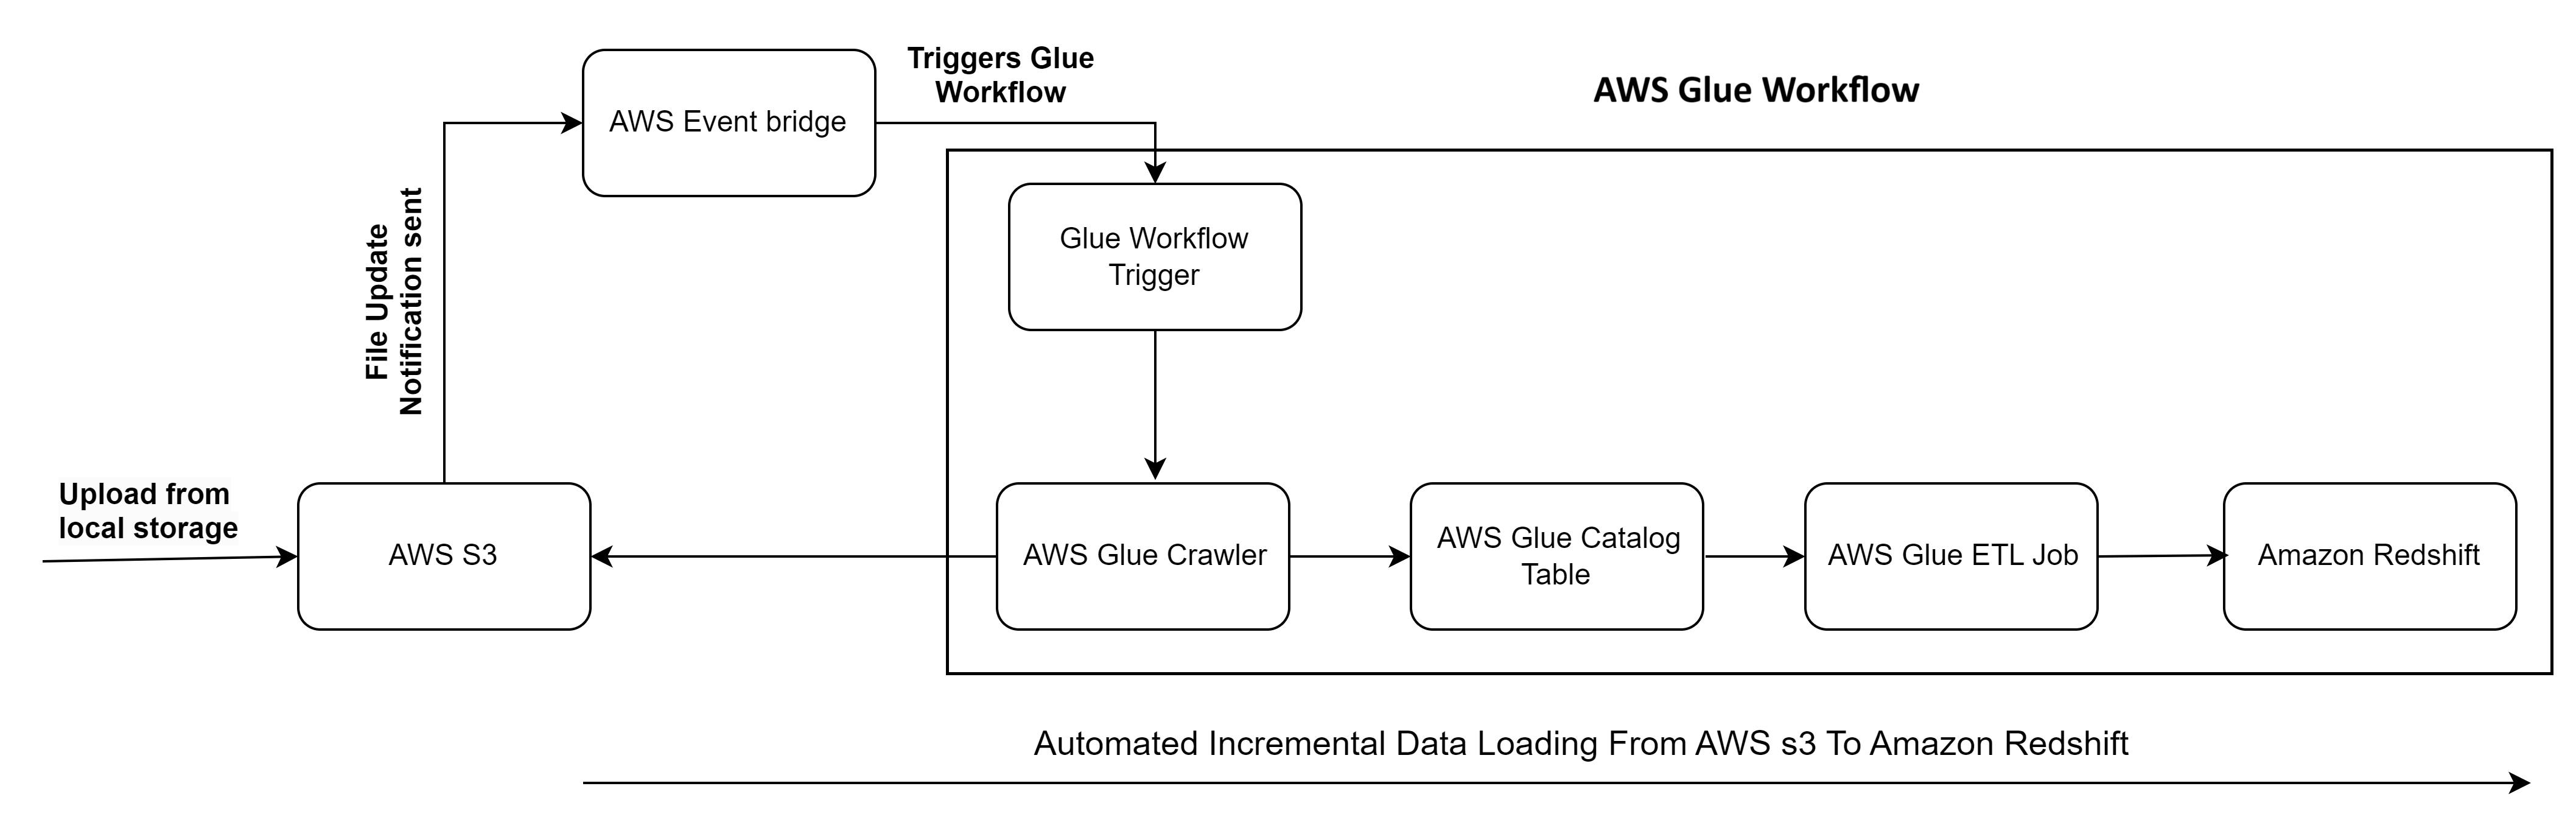 Triggers Glue
Workflow
AWS Glue Workflow
AWS Event bridge
File Update
Notification sent
Glue Workflow
Trigger
Upload from
local storage
AWS S3
AWS Glue Crawler
AWS Glue Catalog
Table
AWS Glue ETL Job
Amazon Redshift
Automated Incremental Data Loading From AWS s3 To Amazon Redshift